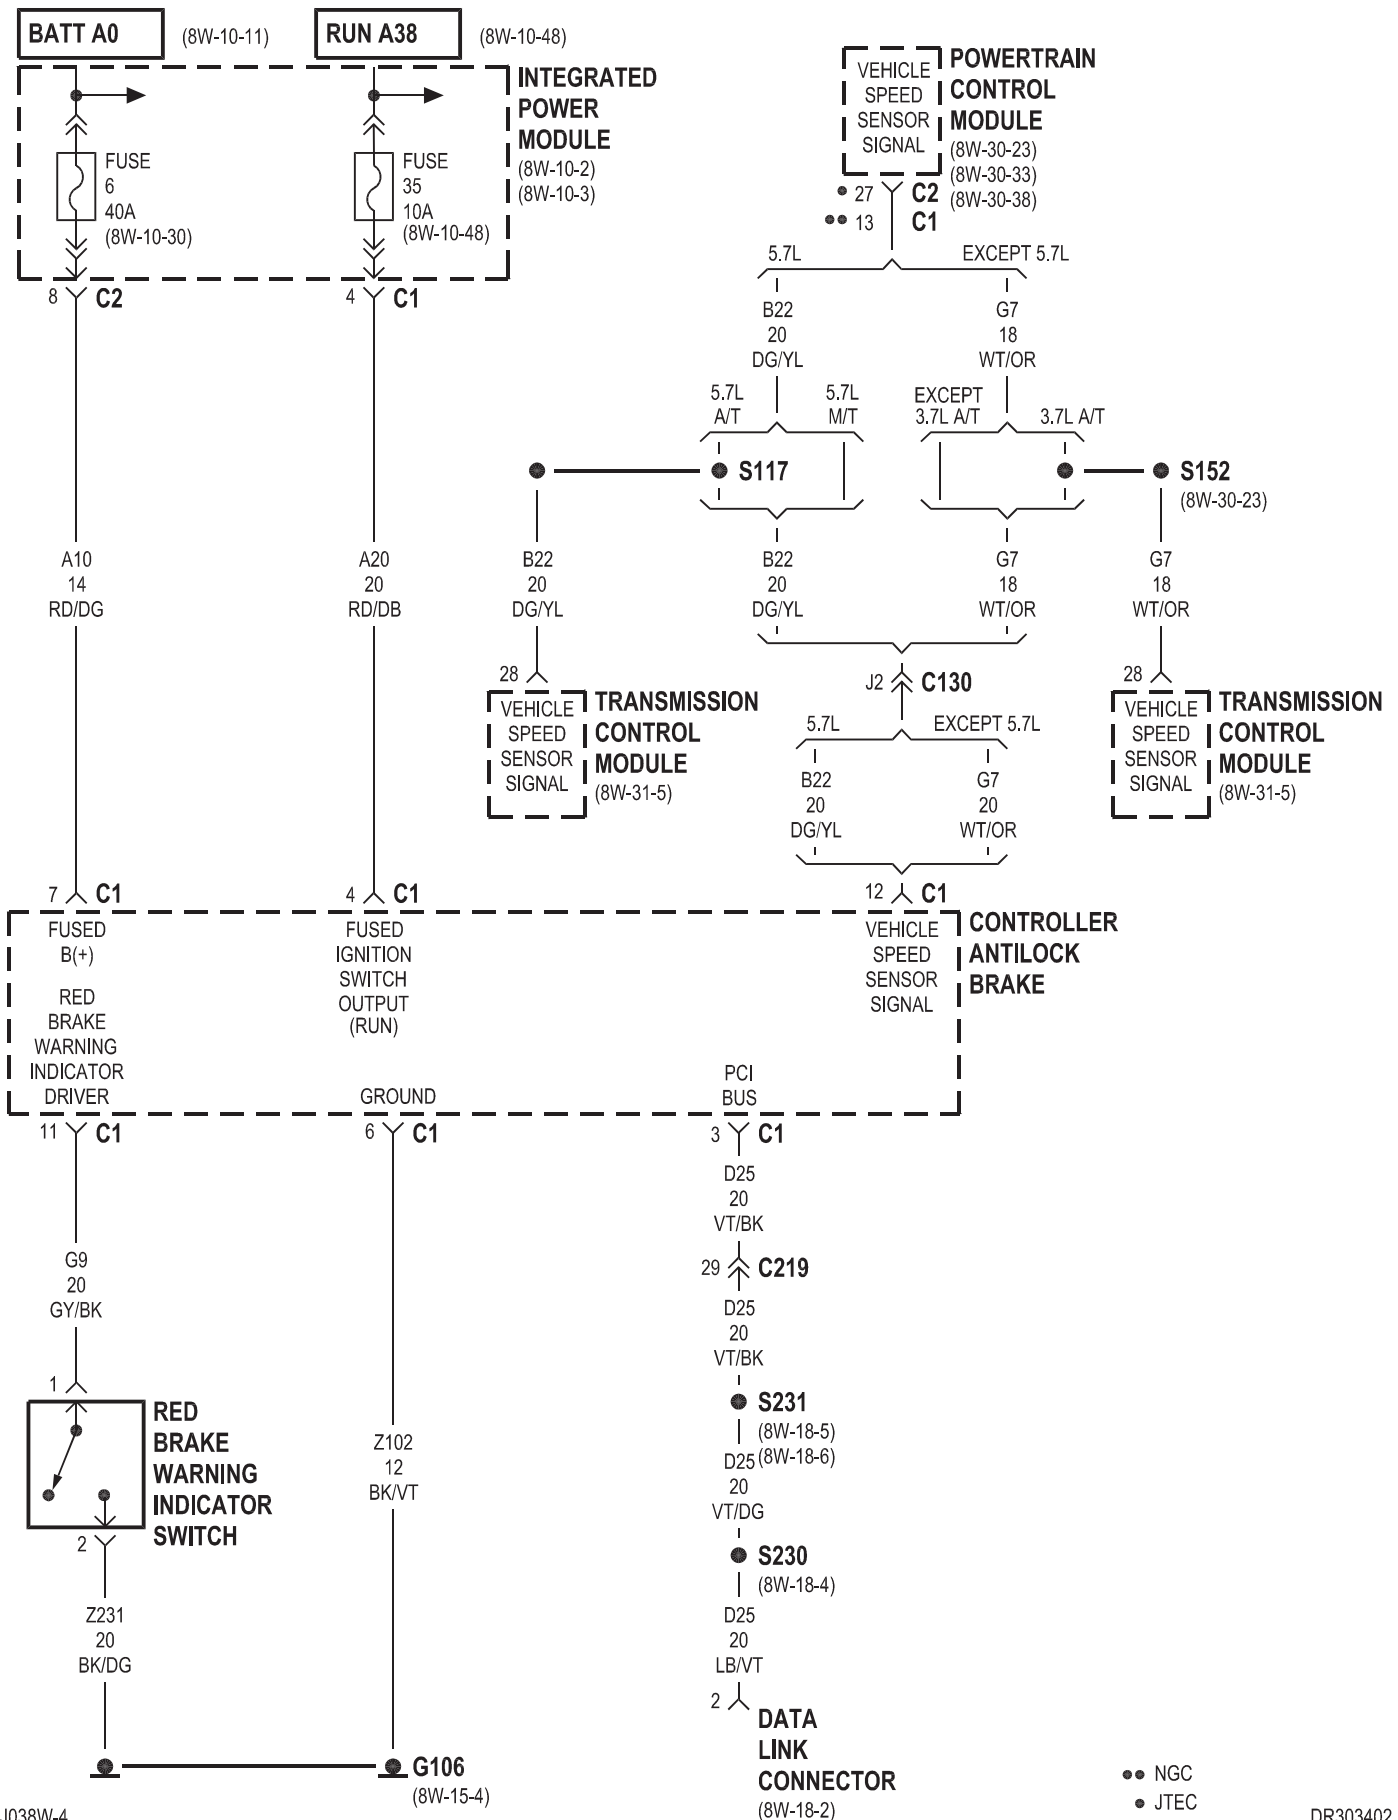 BATT A0
(8W-10-11)
RUN A38
(8W-10-48)
INTEGRATED
POWER
MODULE
(8W-10-2)
(8W-10-3)
FUSE
6
40A
(8W-10-30)
FUSE
35
10A
(8W-10-48)
8
C2
4
C1
VEHICLE
SPEED
SENSOR
SIGNAL
POWERTRAIN
CONTROL
MODULE
(8W-30-23)
(8W-30-33)
(8W-30-38)
• 27
C2
•• 13
C1
5.7L
EXCEPT 5.7L
B22
20
DG/YL
G7
18
WT/OR
5.7L
A/T
5.7L
M/T
EXCEPT
3.7L A/T
3.7L A/T
S117
S152
(8W-30-23)
A10
14
RD/DG
A20
20
RD/DB
B22
20
DG/YL
B22
20
DG/YL
G7
18
WT/OR
G7
18
WT/OR
J2
C130
28
VEHICLE
SPEED
SENSOR
SIGNAL
TRANSMISSION
CONTROL
MODULE
(8W-31-5)
5.7L
EXCEPT 5.7L
B22
20
DG/YL
G7
20
WT/OR
28
VEHICLE
SPEED
SENSOR
SIGNAL
TRANSMISSION
CONTROL
MODULE
(8W-31-5)
7
C1
4
C1
12
C1
FUSED
B(+)
FUSED
IGNITION
SWITCH
OUTPUT
(RUN)
VEHICLE
SPEED
SENSOR
SIGNAL
CONTROLLER
ANTILOCK
BRAKE
RED
BRAKE
WARNING
INDICATOR
DRIVER
GROUND
PCI
BUS
11
C1
6
C1
3
C1
G9
20
GY/BK
D25
20
VT/BK
29
C219
D25
20
VT/BK
1
RED
BRAKE
WARNING
INDICATOR
SWITCH
2
Z102
12
BK/VT
S231
(8W-18-5)
(8W-18-6)
D25
20
VT/DG
S230
(8W-18-4)
Z231
20
BK/DG
D25
20
LB/VT
2
DATA
LINK
CONNECTOR
(8W-18-2)
G106
(8W-15-4)
•• NGC
• JTEC
J038W-4
DR303402